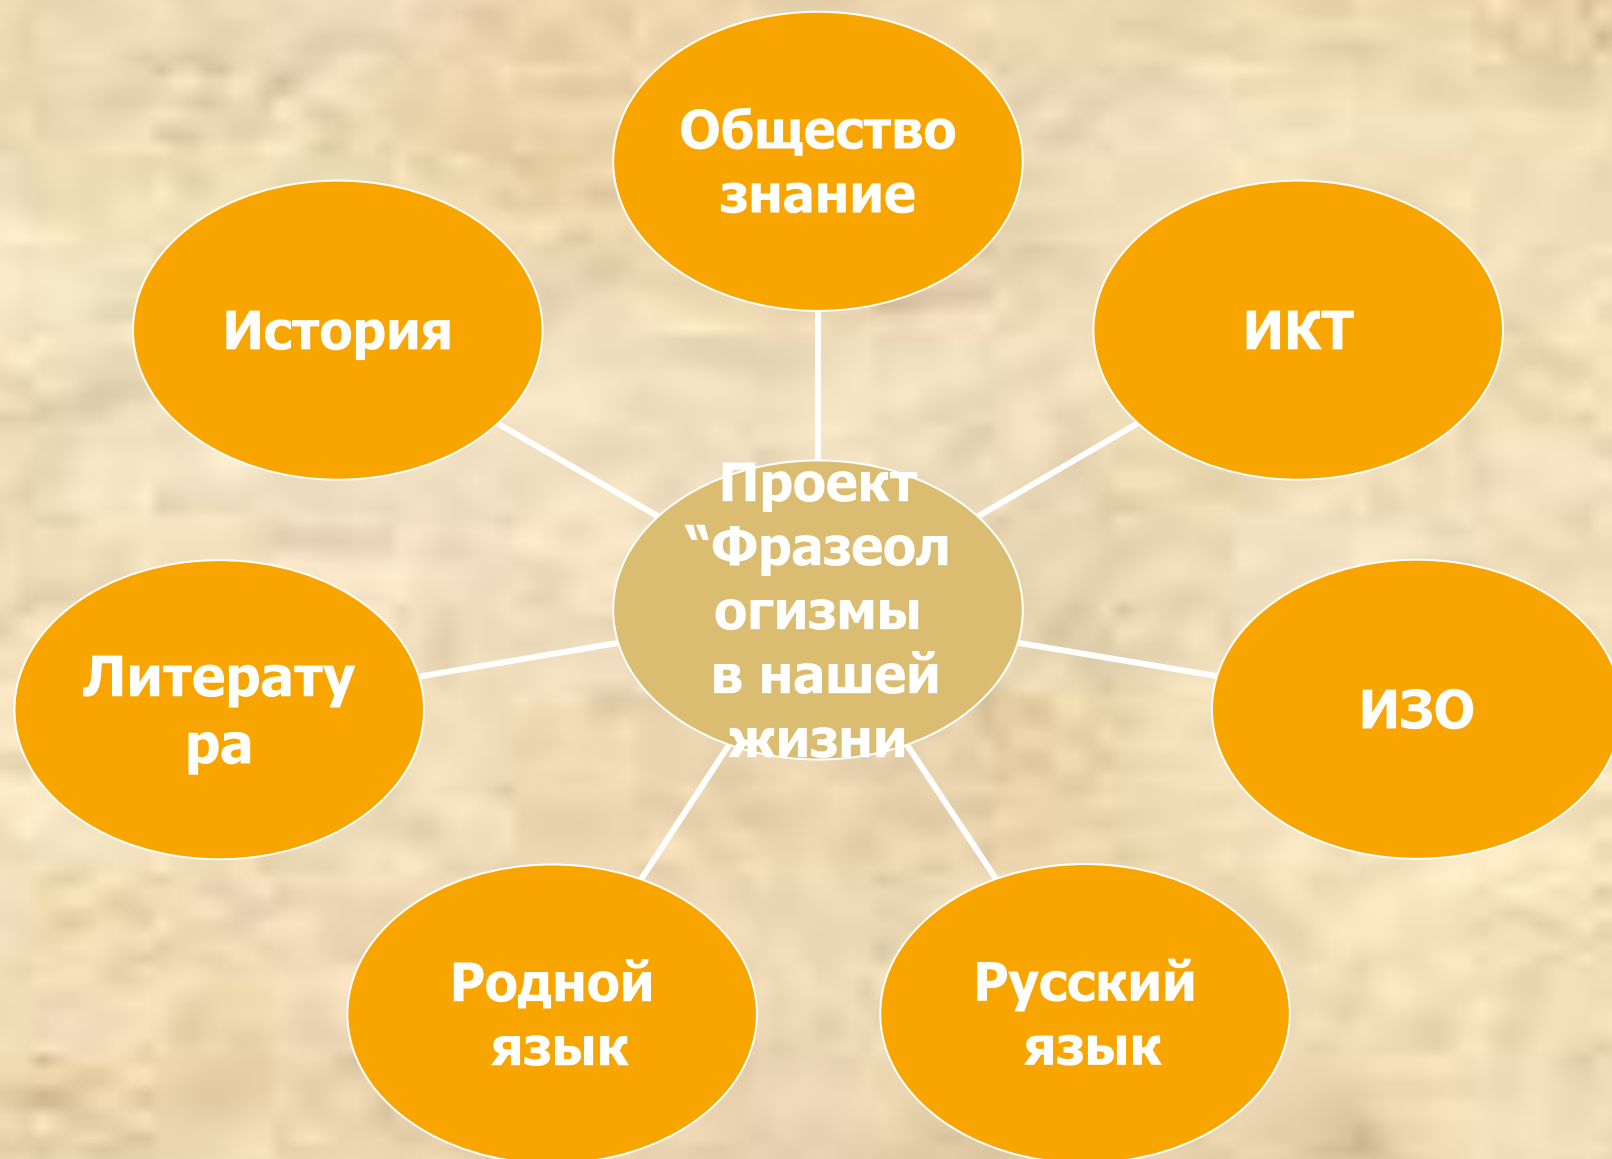 Общество
знание
История
ИКТ
Проект
“Фразеол
огизмы
в нашей
жизни
Литерату
ра
ИЗО
Родной
язык
Русский
язык